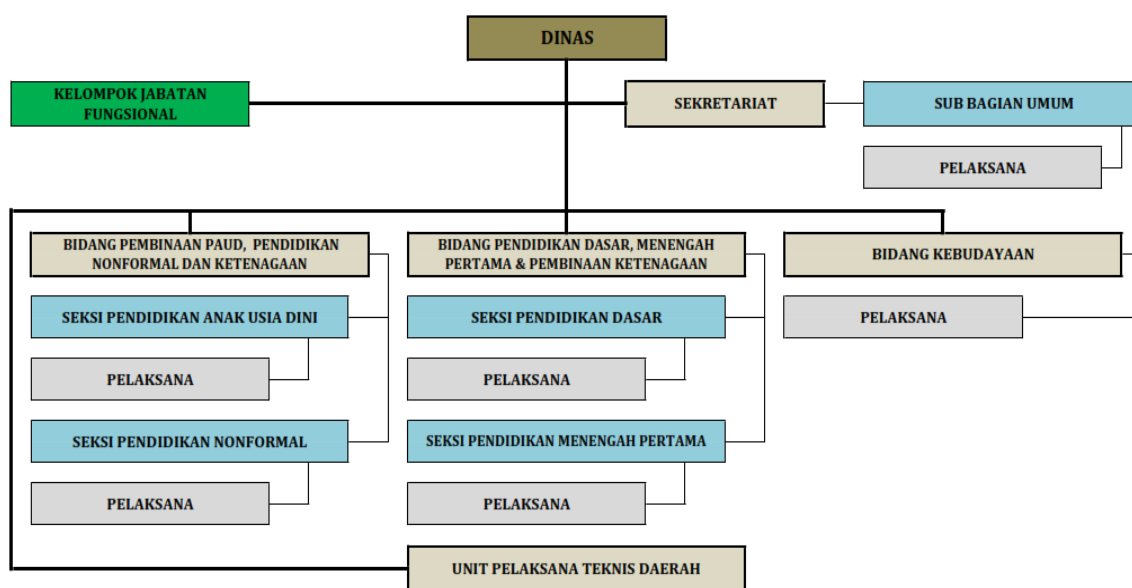 DINAS
KELOMPOK JABATAN
FUNGSIONAL
SEKRETARIAT
SUB BAGIAN UMUM
PELAKSANA
BIDANG PEMBINAAN PAUD, PENDIDIKAN
NONFORMAL DAN KETENAGAAN
SEKSI PENDIDIKAN ANAK USIA DINI
PELAKSANA
SEKSI PENDIDIKAN NONFORMAL
PELAKSANA
BIDANG PENDIDIKAN DASAR, MENENGAH
PERTAMA & PEMBINAAN KETENAGAAN
SEKSI PENDIDIKAN DASAR
PELAKSANA
SEKSI PENDIDIKAN MENENGAH PERTAMA
PELAKSANA
BIDANG KEBUDAYAAN
PELAKSANA
UNIT PELAKSANA TEKNIS DAERAH